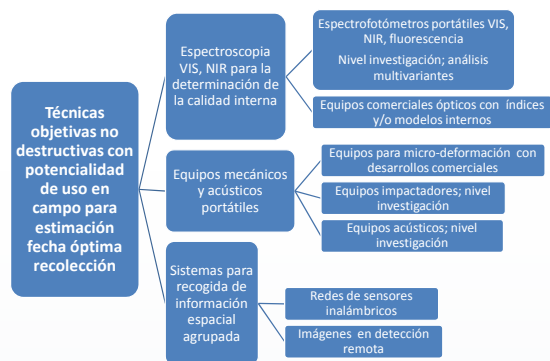 Técnicas
objetivas no
destructivas con
potencialidad
de uso en
campo para
estimación
fecha óptima
recolección
Espectroscopia
VIS, NIR para la
determinación de
la calidad interna
Espectrofotómetros portátiles VIS,
NIR, fluorescencia
Nivel investigación; análisis
multivariantes
Equipos comerciales ópticos con índices
y/o modelos internos
Equipos mecánicos
y acústicos
portátiles
Equipos para micro-deformación con
desarrollos comerciales
Equipos impactadores; nivel
investigación
Equipos acústicos; nivel
investigación
Sistemas para
recogida de
información
espacial
agrupada
Redes de sensores
inalámbricos
Imágenes en detección
remota